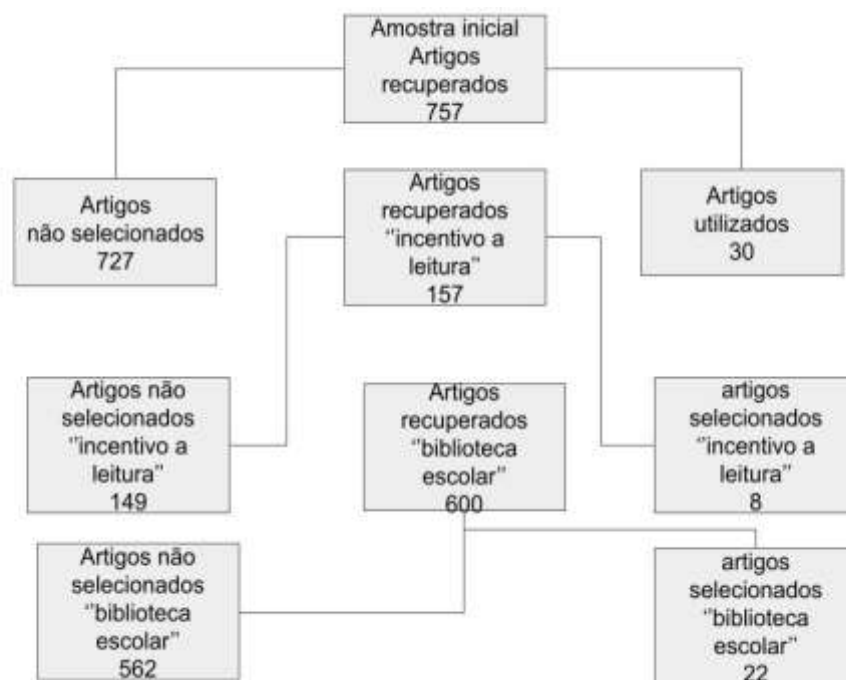 Amostra inicial
Artigos
recuperados
757
Artigos
não selecionados
727
Artigos
recuperados
"incentivo a
leitura"
157
Artigos
utilizados
30
Artigos não
selecionados
"incentivo a
leitura"
149
Artigos
recuperados
"biblioteca
escolar"
600
artigos
selecionados
"incentivo a
leitura"
8
Artigos não
selecionados
"biblioteca
escolar"
562
artigos
selecionados
"biblioteca
escolar"
22